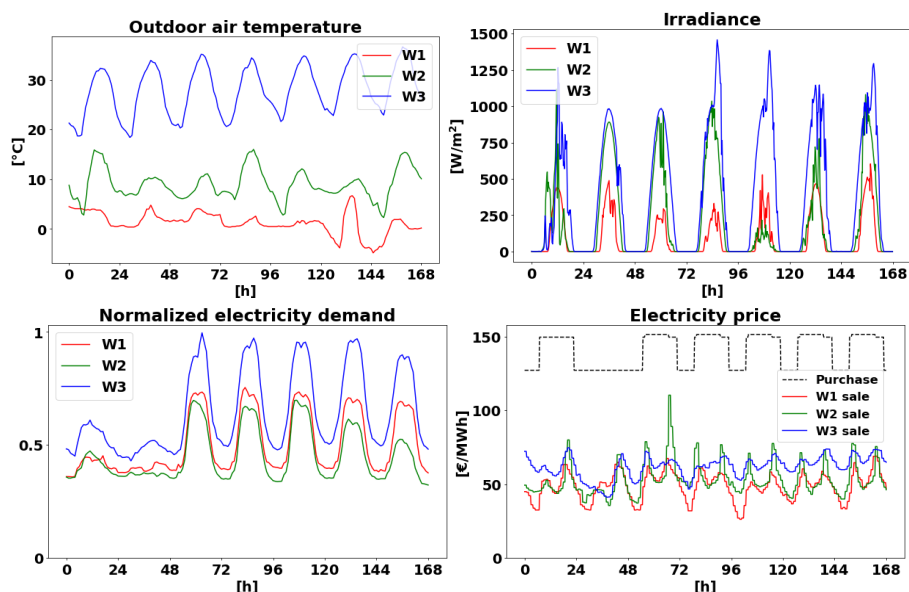 Outdoor air temperature
[°C]
30
20
10
0
W1
W2
W3
0 24 48 72 96 120 144 168
[h]
Irradiance
[W/m²]
1500
1250
1000
750
500
250
0
W1
W2
W3
0 24 48 72 96 120 144 168
[h]
Normalized electricity demand
1
0.5
0
W1
W2
W3
0 24 48 72 96 120 144 168
[h]
Electricity price
[€/MWh]
150
100
50
0
Purchase
W1 sale
W2 sale
W3 sale
0 24 48 72 96 120 144 168
[h]